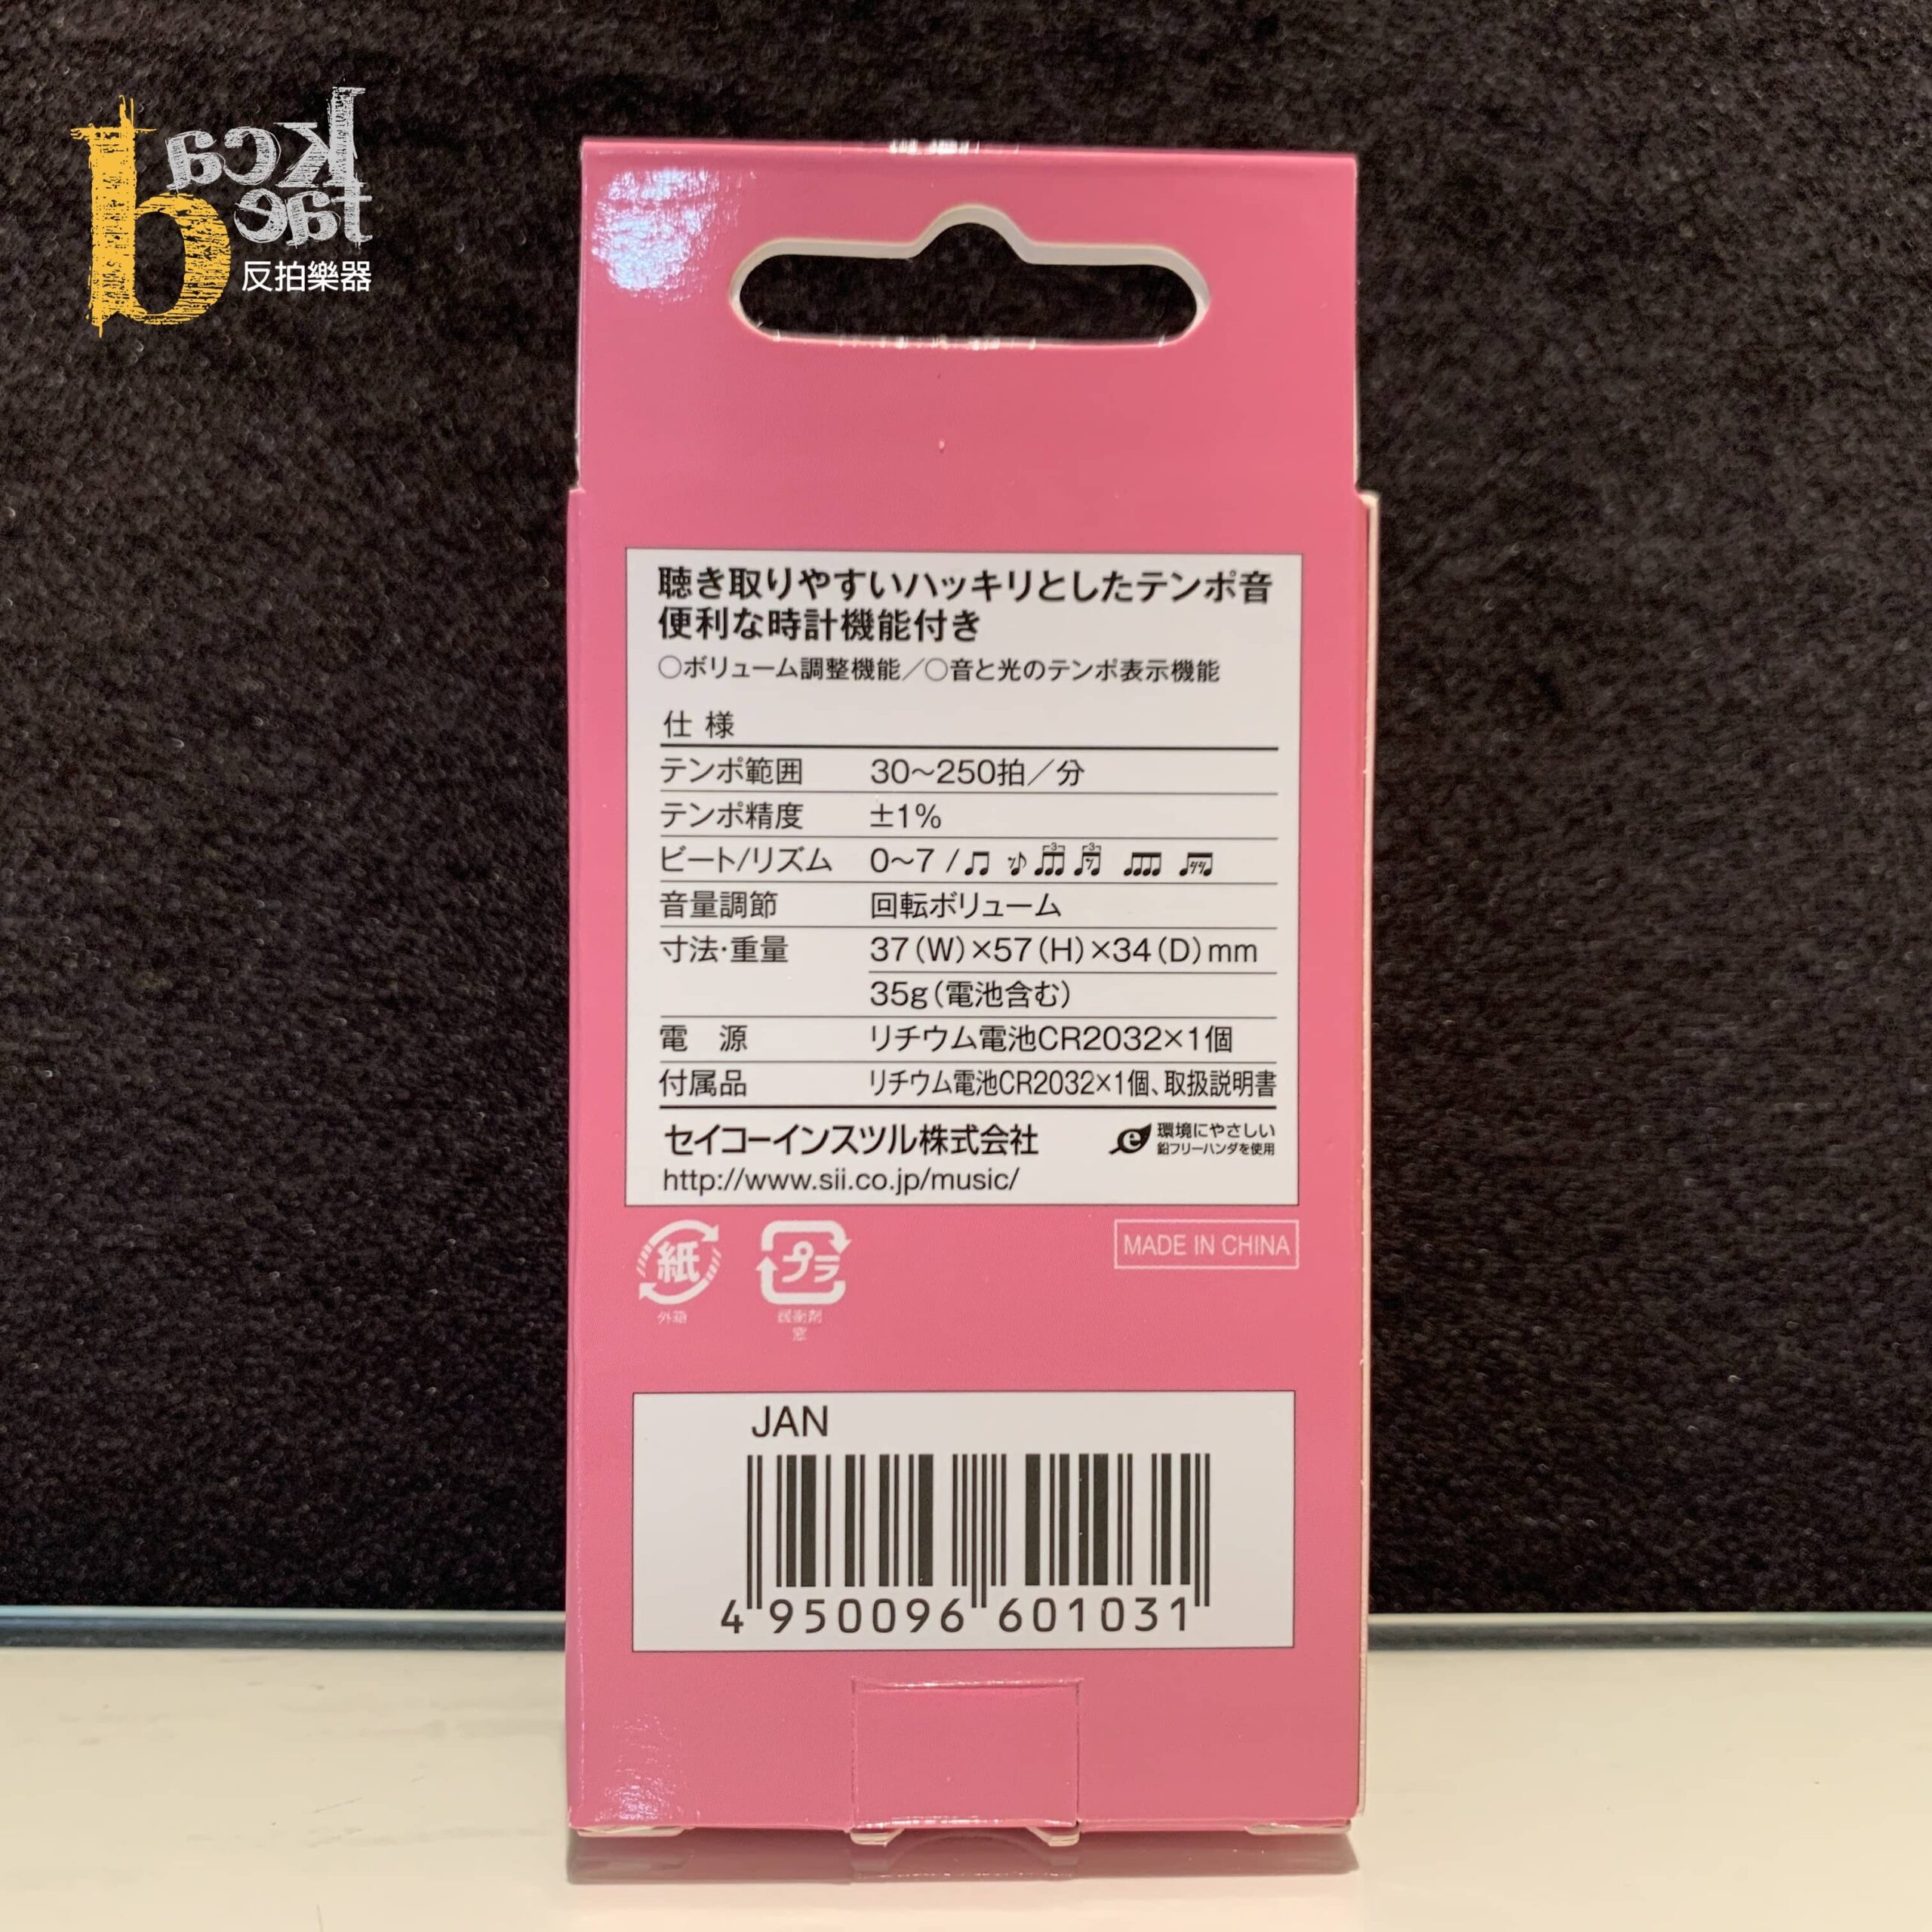 backbeat
反拍樂器
聴き取りやすいハッキリとしたテンポ音
便利な時計機能付き
○ボリューム調整機能／○音と光のテンポ表示機能
仕 様
テンポ範囲 30～250拍／分
テンポ精度 ±1%
ビート/リズム 0～7 /
音量調節 回転ボリューム
寸法·重量 37(W)×57(H)×34(D)mm
35g(電池含む)
電 源 リチウム電池CR2032×1個
付属品 リチウム電池CR2032×1個、取扱説明書
セイコーインスツル株式会社
http://www.sii.co.jp/music/
環境にやさしい
鉛フリーハンダを使用
紙
外箱
プラ
緩衝剤
窓
MADE IN CHINA
JAN
4 950096 601031